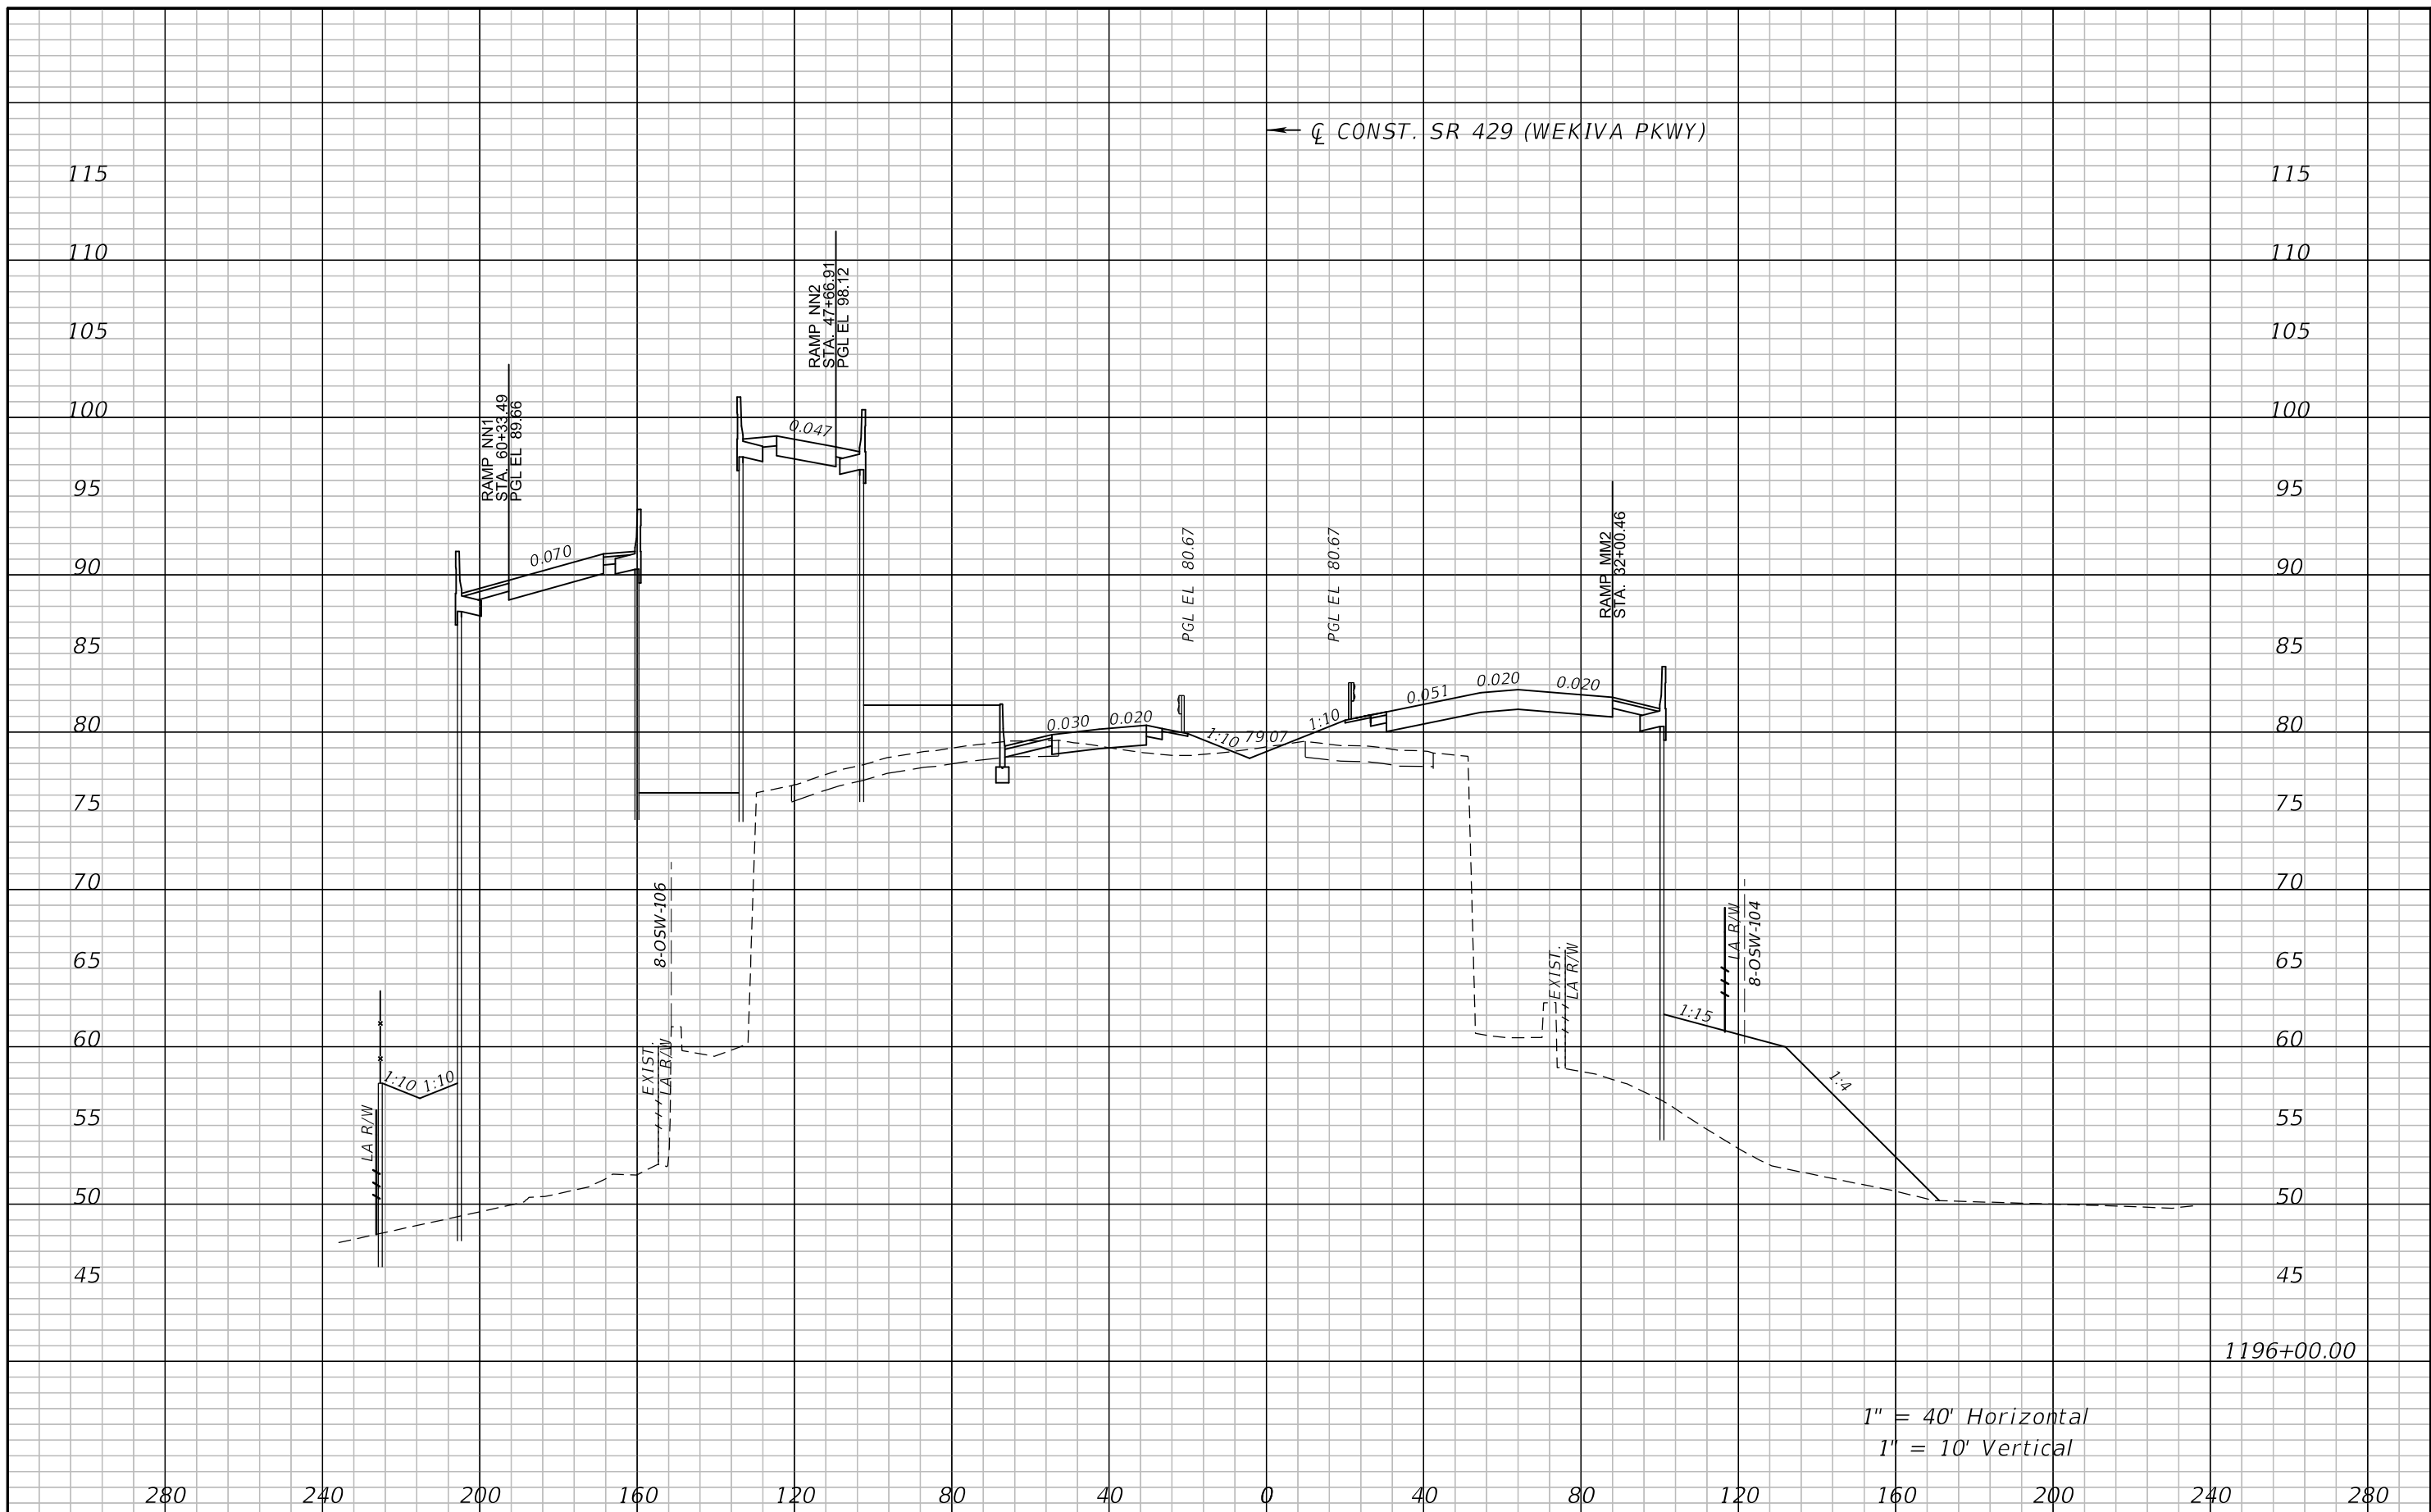 ℄ CONST. SR 429 (WEKIVA PKWY)
115 115
110 110
105 105
100 100
95 95
90 90
85 85
80 80
75 75
70 70
65 65
60 60
55 55
50 50
45 45
RAMP NN1
STA. 60+33.49
PGL EL 89.66
0.070
RAMP NN2
STA. 47+66.91
PGL EL 98.12
0.047
PGL EL 80.67
PGL EL 80.67
RAMP MM2
STA. 32+00.46
0.030
0.020
1:10
79.07
1:10
0.051
0.020
0.020
8-OSW-106
EXIST.
LA R/W
1:10
1:10
LA R/W
EXIST.
LA R/W
LA R/W
8-OSW-104
1:15
1:4
1196+00.00
1" = 40' Horizontal
1" = 10' Vertical
280 240 200 160 120 80 40 0 40 80 120 160 200 240 280